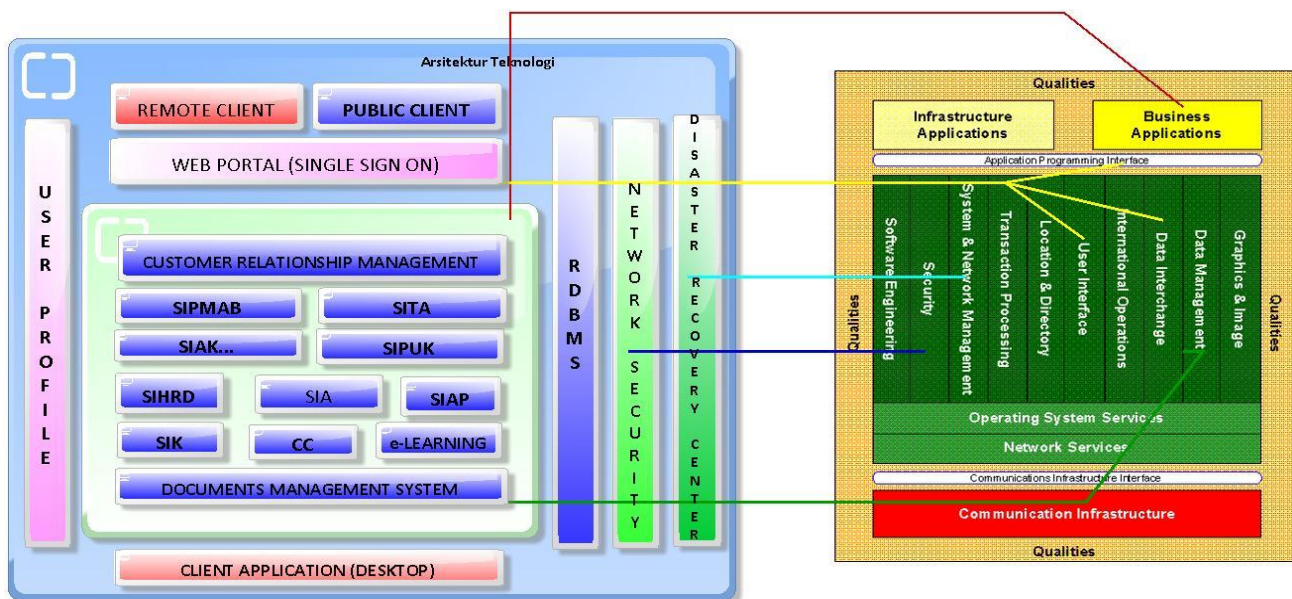 Arsitektur Teknologi
REMOTE CLIENT
PUBLIC CLIENT
WEB PORTAL (SINGLE SIGN ON)
USER PROFILE
CUSTOMER RELATIONSHIP MANAGEMENT
SIPMAB
SITA
SIAK...
SIPUK
SIHRD
SIA
SIAP
SIK
CC
e-LEARNING
DOCUMENTS MANAGEMENT SYSTEM
CLIENT APPLICATION (DESKTOP)
RDBMS
NETWORK SECURITY
DISASTER RECOVERY CENTER
Qualities
Infrastructure
Applications
Business
Applications
Application Programming Interface
Qualities
Software Engineering
Security
System & Network Management
Transaction Processing
Location & Directory
User Interface
International Operations
Data Interchange
Data Management
Graphics & Image
Qualities
Operating System Services
Network Services
Communications Infrastructure Interface
Communication Infrastructure
Qualities